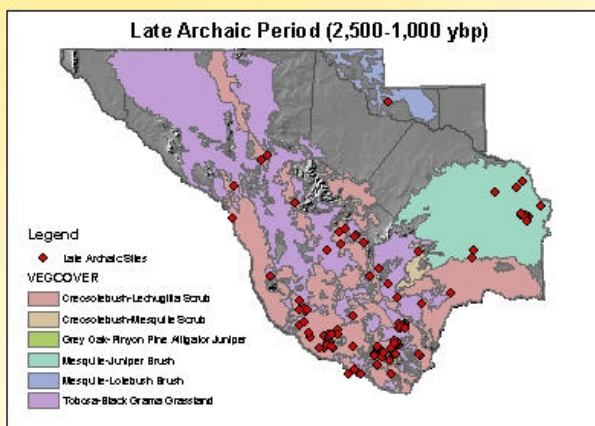 Late Archaic Period (2,500-1,000 ybp)
Legend
Late Archaic Sites
VEGCOVER
Creosotebush-Lechuguilla Scrub
Creosotebush-Mesquite Scrub
Grey Oak-Pinyon Pine Alligator Juniper
Mesquite-Juniper Brush
Mesquite-Lotebush Brush
Tobosa-Black Grama Grassland